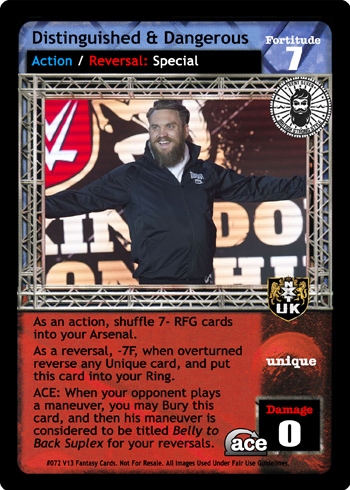 Distinguished & Dangerous
Fortitude
7
Action / Reversal: Special
KINGDOM
NXT
UK
As an action, shuffle 7- RFG cards
into your Arsenal.
As a reversal, -7F, when overturned
reverse any Unique card, and put
this card into your Ring.
unique
ACE: When your opponent plays
a maneuver, you may Bury this
card, and then his maneuver is
considered to be titled Belly to
Back Suplex for your reversals.
ace
Damage
0
#072 V13 Fantasy Cards. Not For Resale. All Images Used Under Fair Use Guidelines.